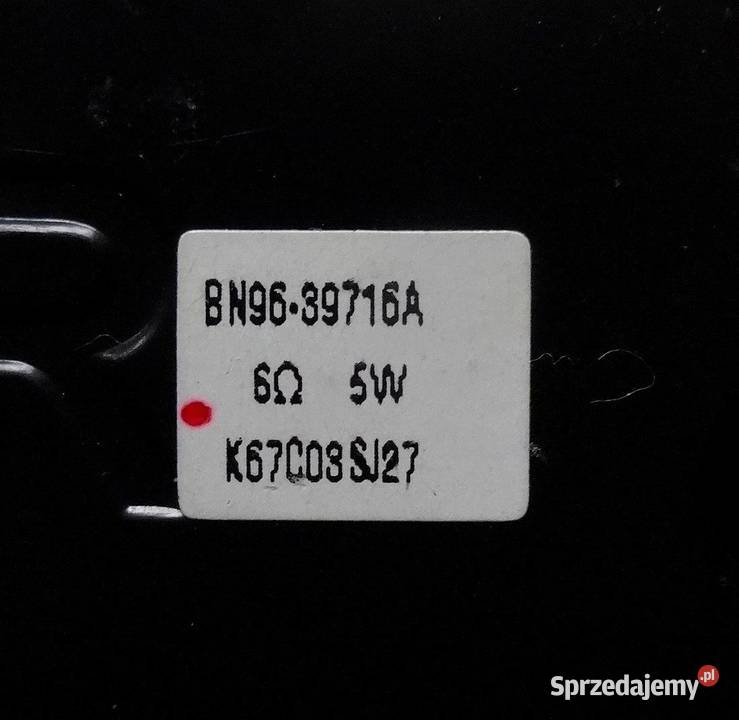 BN96-39716A
6Ω 5W
K67C03SJ27
Sprzedajemy.pl